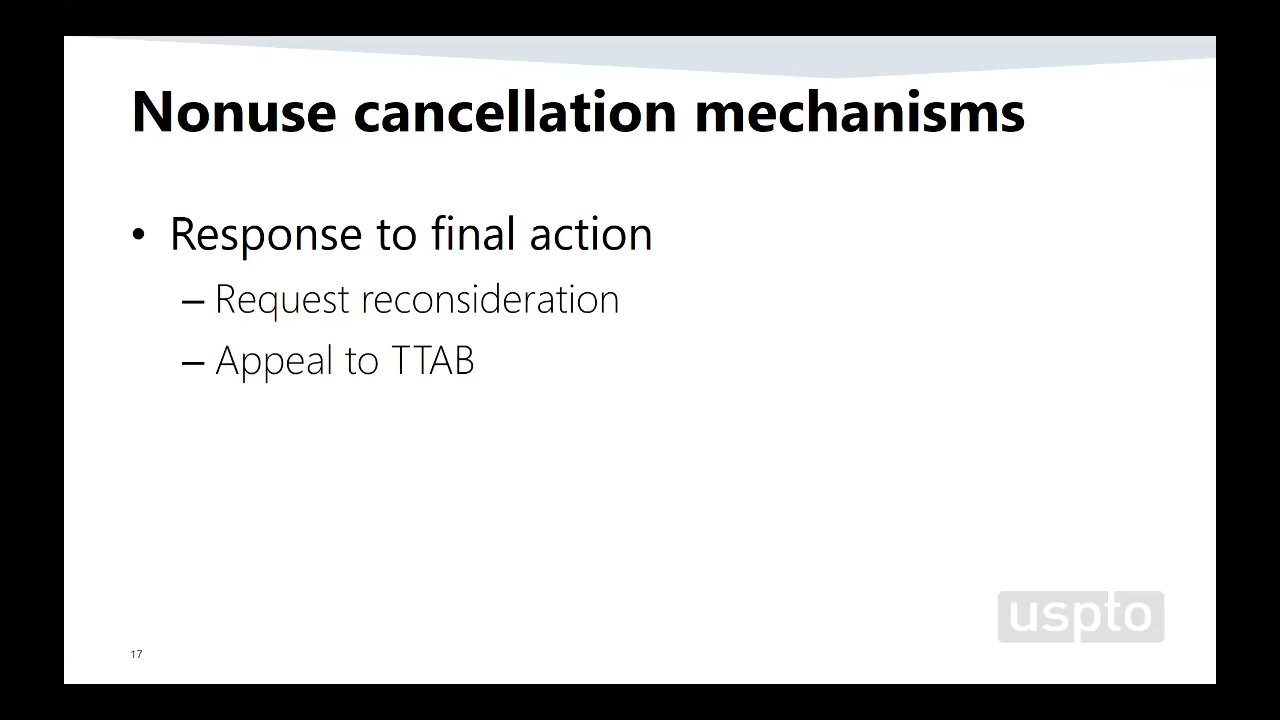 Nonuse cancellation mechanisms
• Response to final action
– Request reconsideration
– Appeal to TTAB
uspto
17